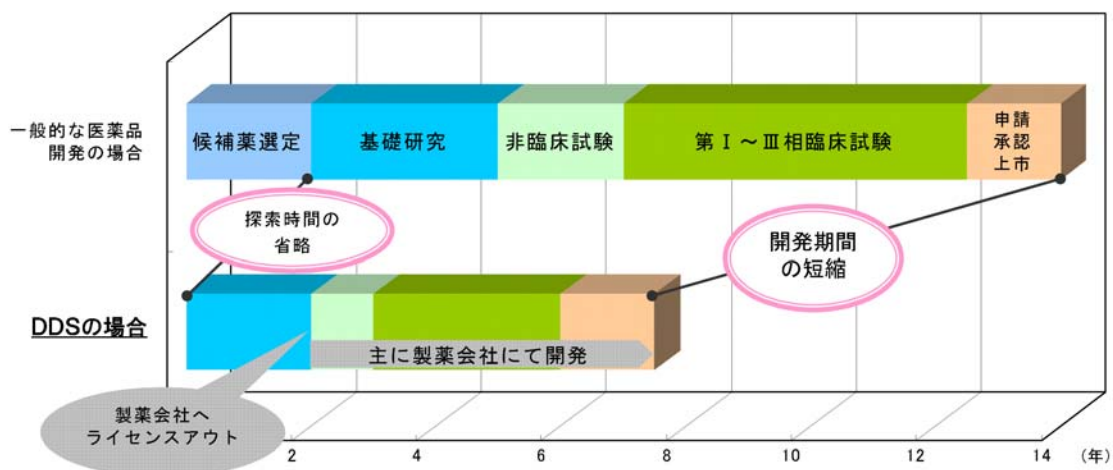 一般的な医薬品
開発の場合
候補薬選定
基礎研究
非臨床試験
第Ⅰ～Ⅲ相臨床試験
申請
承認
上市
探索時間の
省略
開発期間
の短縮
DDSの場合
主に製薬会社にて開発
製薬会社へ
ライセンスアウト
2 4 6 8 10 12 14 (年)